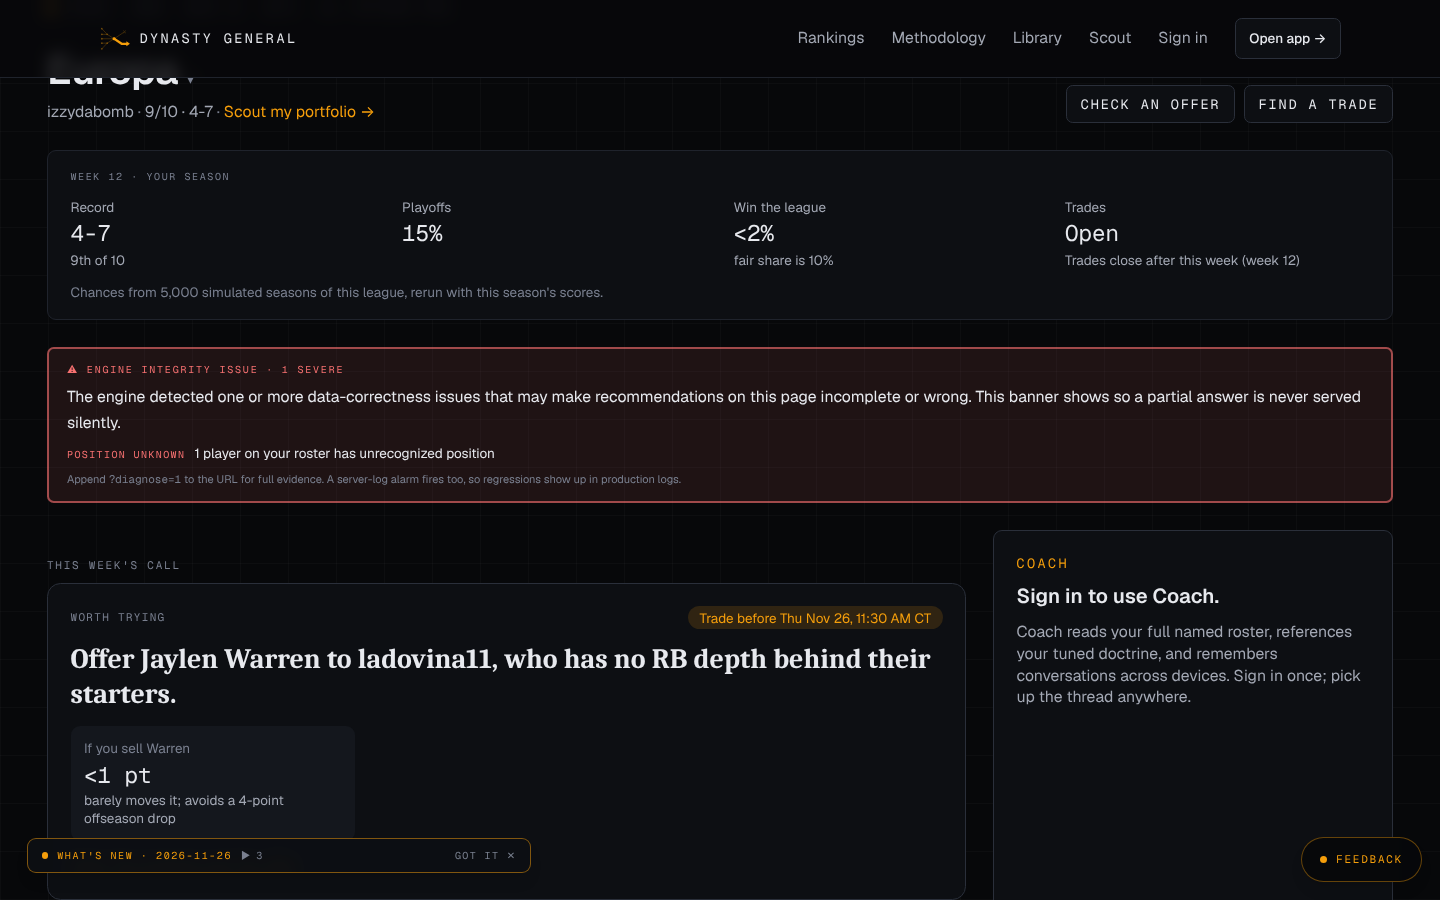 DYNASTY GENERAL
Rankings
Methodology
Library
Scout
Sign in
Open app →
Europa ▾
izzydabomb · 9/10 · 4-7 · Scout my portfolio →
CHECK AN OFFER
FIND A TRADE
WEEK 12 · YOUR SEASON
Record
4-7
9th of 10
Playoffs
15%
Win the league
<2%
fair share is 10%
Trades
Open
Trades close after this week (week 12)
Chances from 5,000 simulated seasons of this league, rerun with this season's scores.
⚠ ENGINE INTEGRITY ISSUE · 1 SEVERE
The engine detected one or more data-correctness issues that may make recommendations on this page incomplete or wrong. This banner shows so a partial answer is never served
silently.
POSITION UNKNOWN 1 player on your roster has unrecognized position
Append ?diagnose=1 to the URL for full evidence. A server-log alarm fires too, so regressions show up in production logs.
THIS WEEK'S CALL
WORTH TRYING
Trade before Thu Nov 26, 11:30 AM CT
Offer Jaylen Warren to ladovina11, who has no RB depth behind their
starters.
If you sell Warren
<1 pt
barely moves it; avoids a 4-point
offseason drop
COACH
Sign in to use Coach.
Coach reads your full named roster, references
your tuned doctrine, and remembers
conversations across devices. Sign in once; pick
up the thread anywhere.
WHAT'S NEW · 2026-11-26 ▶ 3
GOT IT ×
FEEDBACK